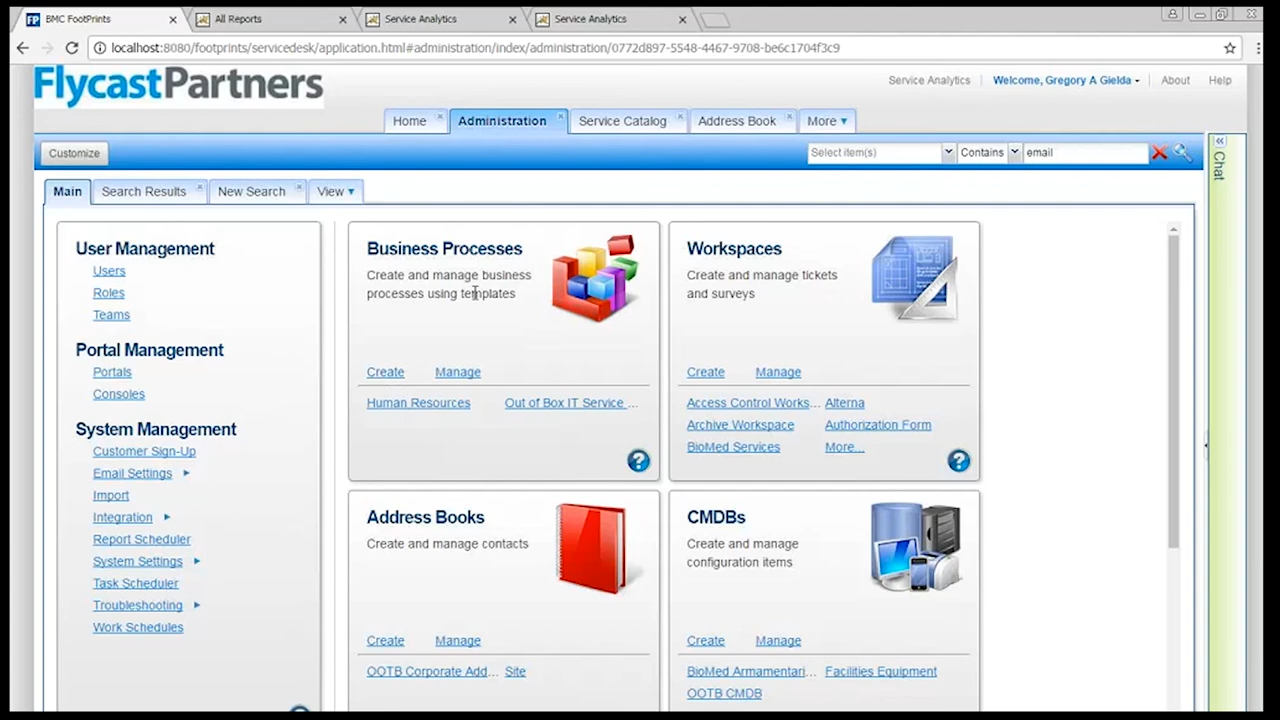 BMC FootPrints
All Reports
Service Analytics
Service Analytics
localhost:8080/footprints/servicedesk/application.html#administration/index/administration/0772d897-5548-4467-9708-be6c1704f3c9
FlycastPartners
Service Analytics
Welcome, Gregory A Gielda
About
Help
Home
Administration
Service Catalog
Address Book
More
Customize
Select item(s)
Contains
email
Chat
Main
Search Results
New Search
View
User Management
Users
Roles
Teams
Portal Management
Portals
Consoles
System Management
Customer Sign-Up
Email Settings
Import
Integration
Report Scheduler
System Settings
Task Scheduler
Troubleshooting
Work Schedules
Business Processes
Create and manage business
processes using templates
Create Manage
Human Resources Out of Box IT Service ...
Workspaces
Create and manage tickets
and surveys
Create Manage
Access Control Works... Alterna
Archive Workspace Authorization Form
BioMed Services More...
Address Books
Create and manage contacts
Create Manage
OOTB Corporate Add... Site
CMDBs
Create and manage
configuration items
Create Manage
BioMed Armamentari... Facilities Equipment
OOTB CMDB